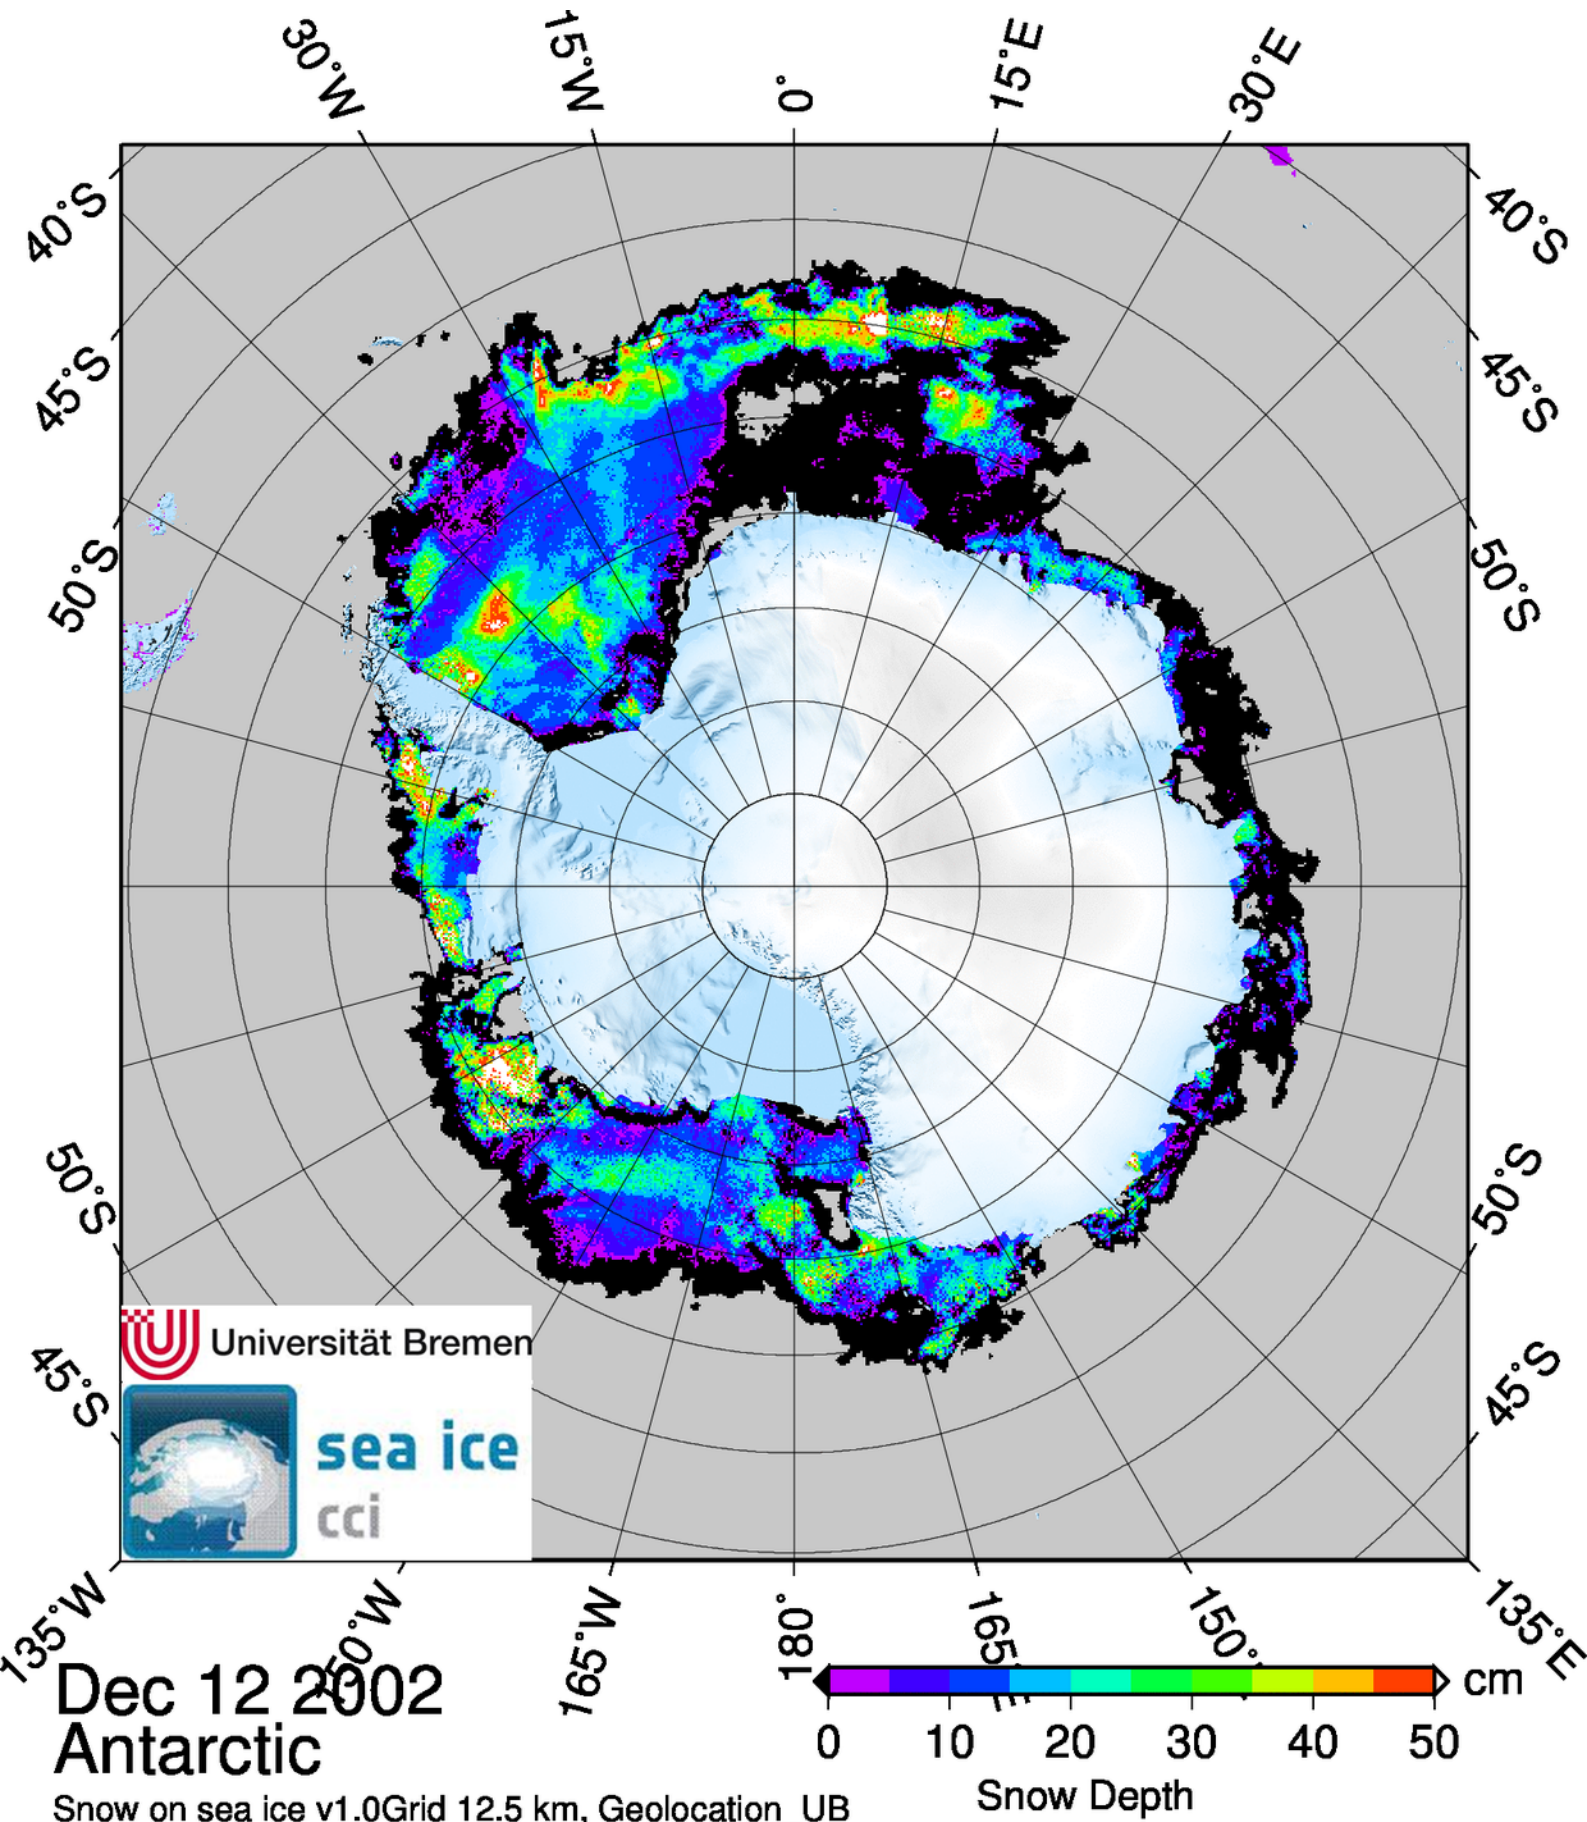 30°W 15°W 0° 15°E 30°E
40°S 40°S
45°S 45°S
50°S 50°S
50°S 50°S
45°S 45°S
Universität Bremen
sea ice
cci
135°W 150°W 165°W 180° 165°E 150° 135°E
Dec 12 2002
Antarctic
Snow on sea ice v1.0Grid 12.5 km, Geolocation UB
cm
0 10 20 30 40 50
Snow Depth